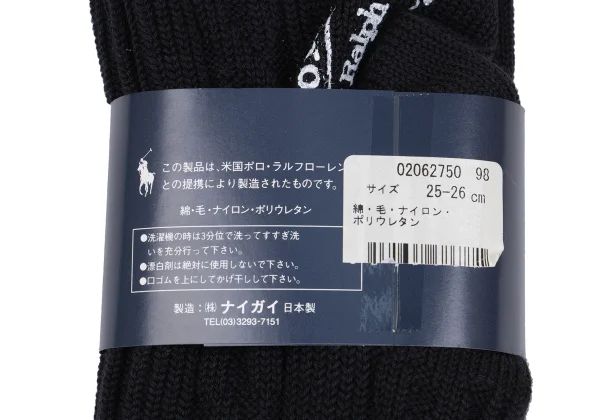 Ralph
この製品は、米国ポロ・ラルフローレン
との提携により製造されたものです。
綿・毛・ナイロン・ポリウレタン
●洗濯機の時は3分位で洗ってすすぎ洗
いを充分行って下さい。
●漂白剤は絶対に使用しないで下さい。
●口ゴムを上にしてかげ干しして下さい。
製造：㈱ ナイガイ 日本製
TEL(03)3293-7151
02062750 98
サイズ 25-26 cm
綿・毛・ナイロン・
ポリウレタン